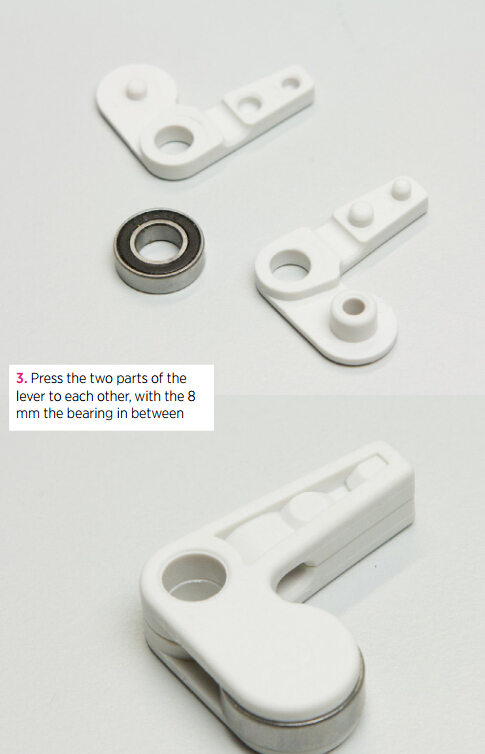 3. Press the two parts of the
lever to each other, with the 8
mm the bearing in between